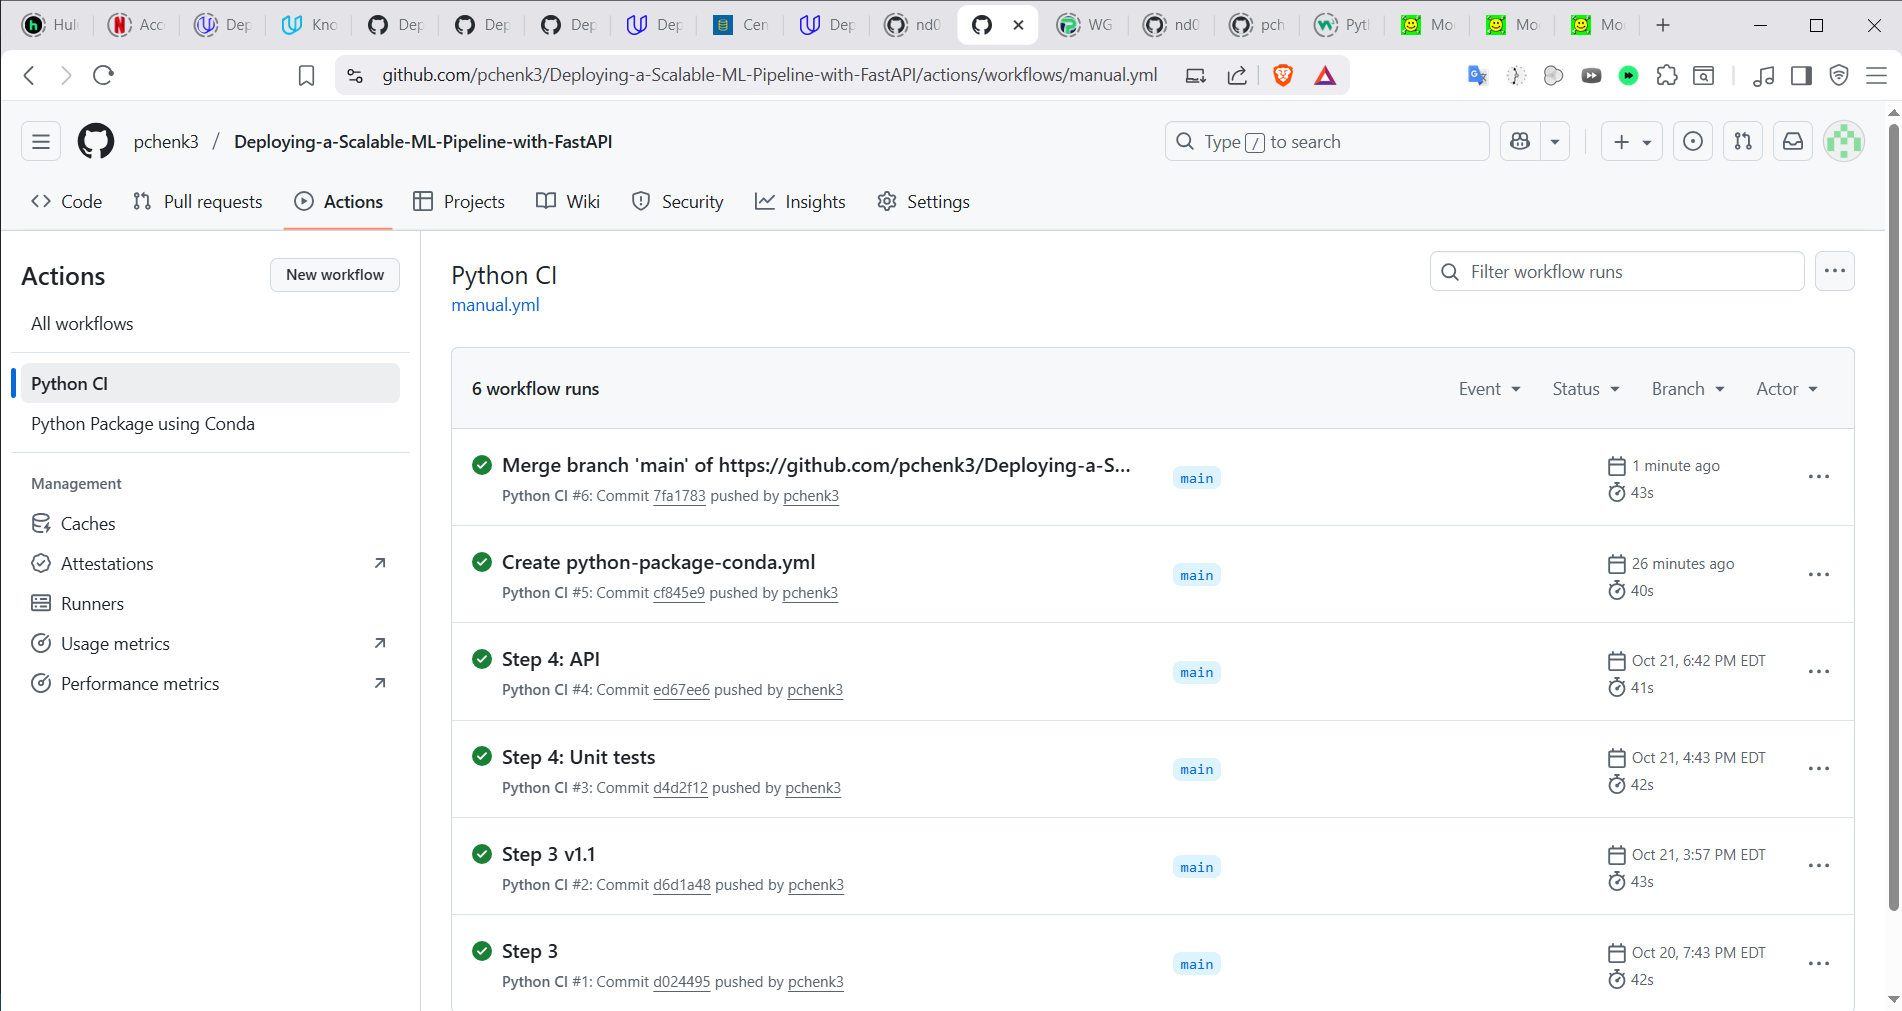 Hul
Acc
Dep
Kno
Dep
Dep
Dep
Dep
Cen
Dep
nd0
WG
nd0
pch
Pyt
Mo
Mo
Mo
github.com/pchenk3/Deploying-a-Scalable-ML-Pipeline-with-FastAPI/actions/workflows/manual.yml
pchenk3 / Deploying-a-Scalable-ML-Pipeline-with-FastAPI
Type / to search
Code
Pull requests
Actions
Projects
Wiki
Security
Insights
Settings
Actions
New workflow
All workflows
Python CI
Python Package using Conda
Management
Caches
Attestations
Runners
Usage metrics
Performance metrics
Python CI
manual.yml
Filter workflow runs
6 workflow runs
Event
Status
Branch
Actor
Merge branch 'main' of https://github.com/pchenk3/Deploying-a-S...
Python CI #6: Commit 7fa1783 pushed by pchenk3
main
1 minute ago
43s
Create python-package-conda.yml
Python CI #5: Commit cf845e9 pushed by pchenk3
main
26 minutes ago
40s
Step 4: API
Python CI #4: Commit ed67ee6 pushed by pchenk3
main
Oct 21, 6:42 PM EDT
41s
Step 4: Unit tests
Python CI #3: Commit d4d2f12 pushed by pchenk3
main
Oct 21, 4:43 PM EDT
42s
Step 3 v1.1
Python CI #2: Commit d6d1a48 pushed by pchenk3
main
Oct 21, 3:57 PM EDT
43s
Step 3
Python CI #1: Commit d024495 pushed by pchenk3
main
Oct 20, 7:43 PM EDT
42s